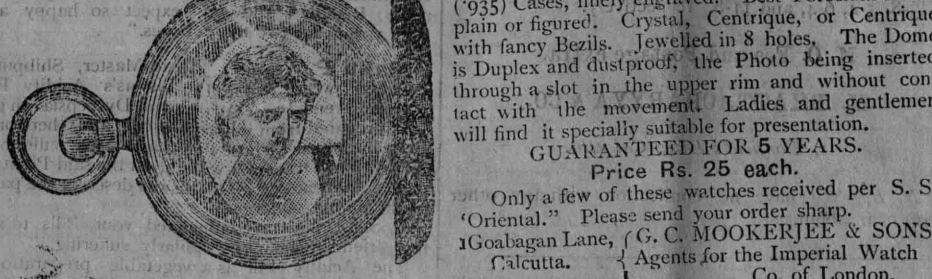 ('935) Cases, finely engraved. Best
plain or figured. Crystal, Centrique, or Centrique
with fancy Bezils. Jewelled in 8 holes, The Dome
is Duplex and dustproof, the Photo being inserted
through a slot in the upper rim and without con
tact with the movement. Ladies and gentlemen
will find it specially suitable for presentation.
GUARANTEED FOR 5 YEARS.
Price Rs. 25 each.
Only a few of these watches received per S. S.
'Oriental." Please send your order sharp.
1Goabagan Lane, { G. C. MOOKERJEE & SONS
Calcutta. { Agents for the Imperial Watch
Co. of London.